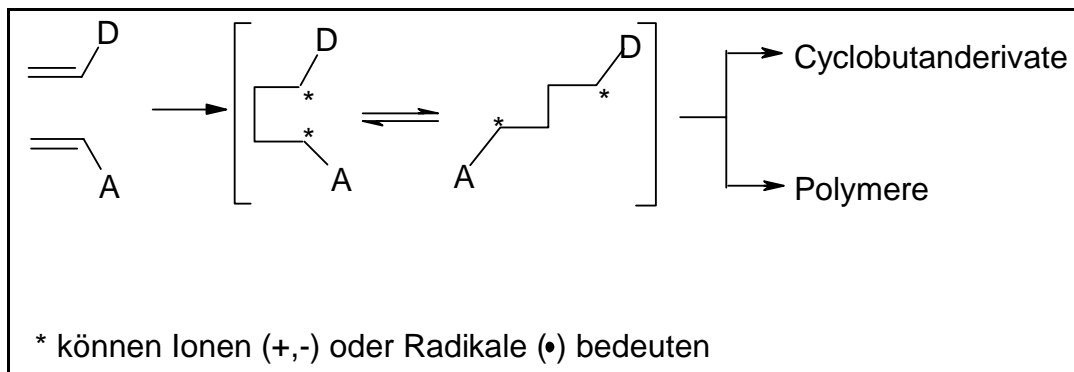 D
D
Cyclobutanderivate
*
*
*
*
A
A
A
Polymere
* können Ionen (+,-) oder Radikale (•) bedeuten